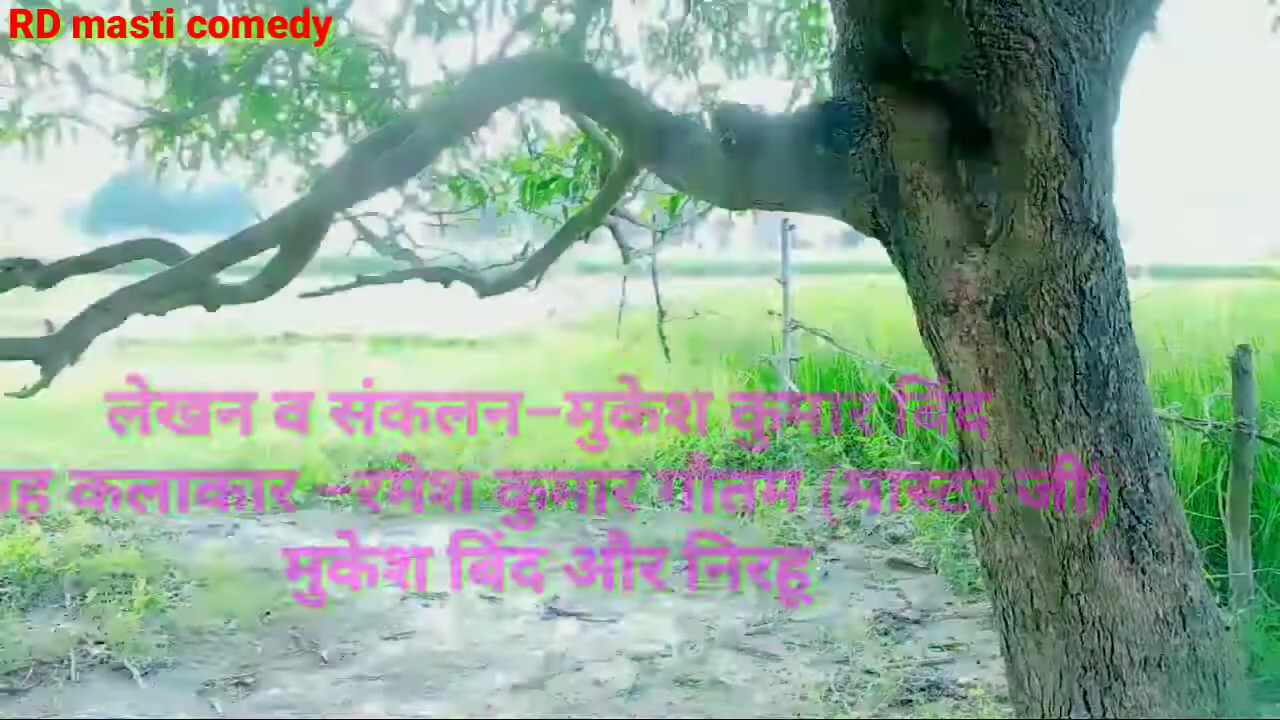 RD masti comedy
लेखन व संकलन–मुकेश कुमार बिंद
कलाकार –रमेश कुमार गौतम (मास्टर जी)
मुकेश बिंद और निरहू